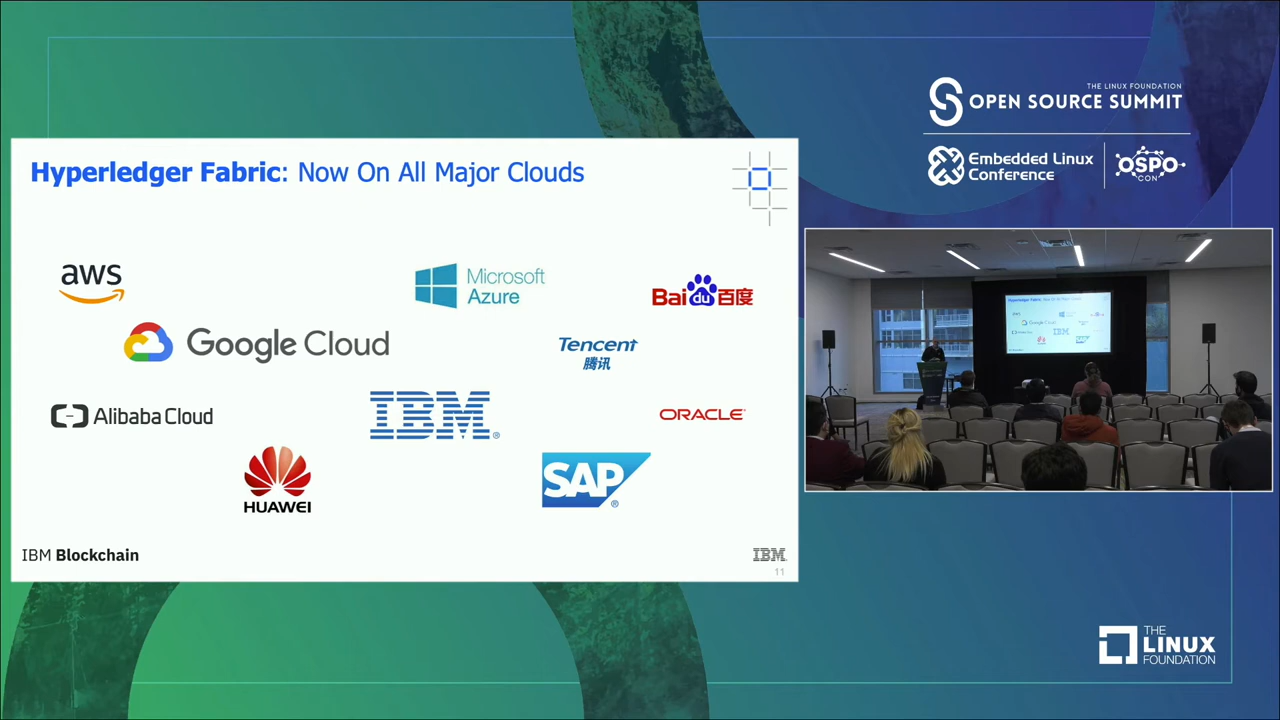 THE LINUX FOUNDATION
OPEN SOURCE SUMMIT
Embedded Linux
Conference
OSPO
CON
Hyperledger Fabric: Now On All Major Clouds
aws
Microsoft
Azure
Bai du 百度
Google Cloud
Tencent
腾讯
Alibaba Cloud
IBM®
ORACLE®
HUAWEI
SAP®
IBM Blockchain
IBM
11
THE
LINUX
FOUNDATION